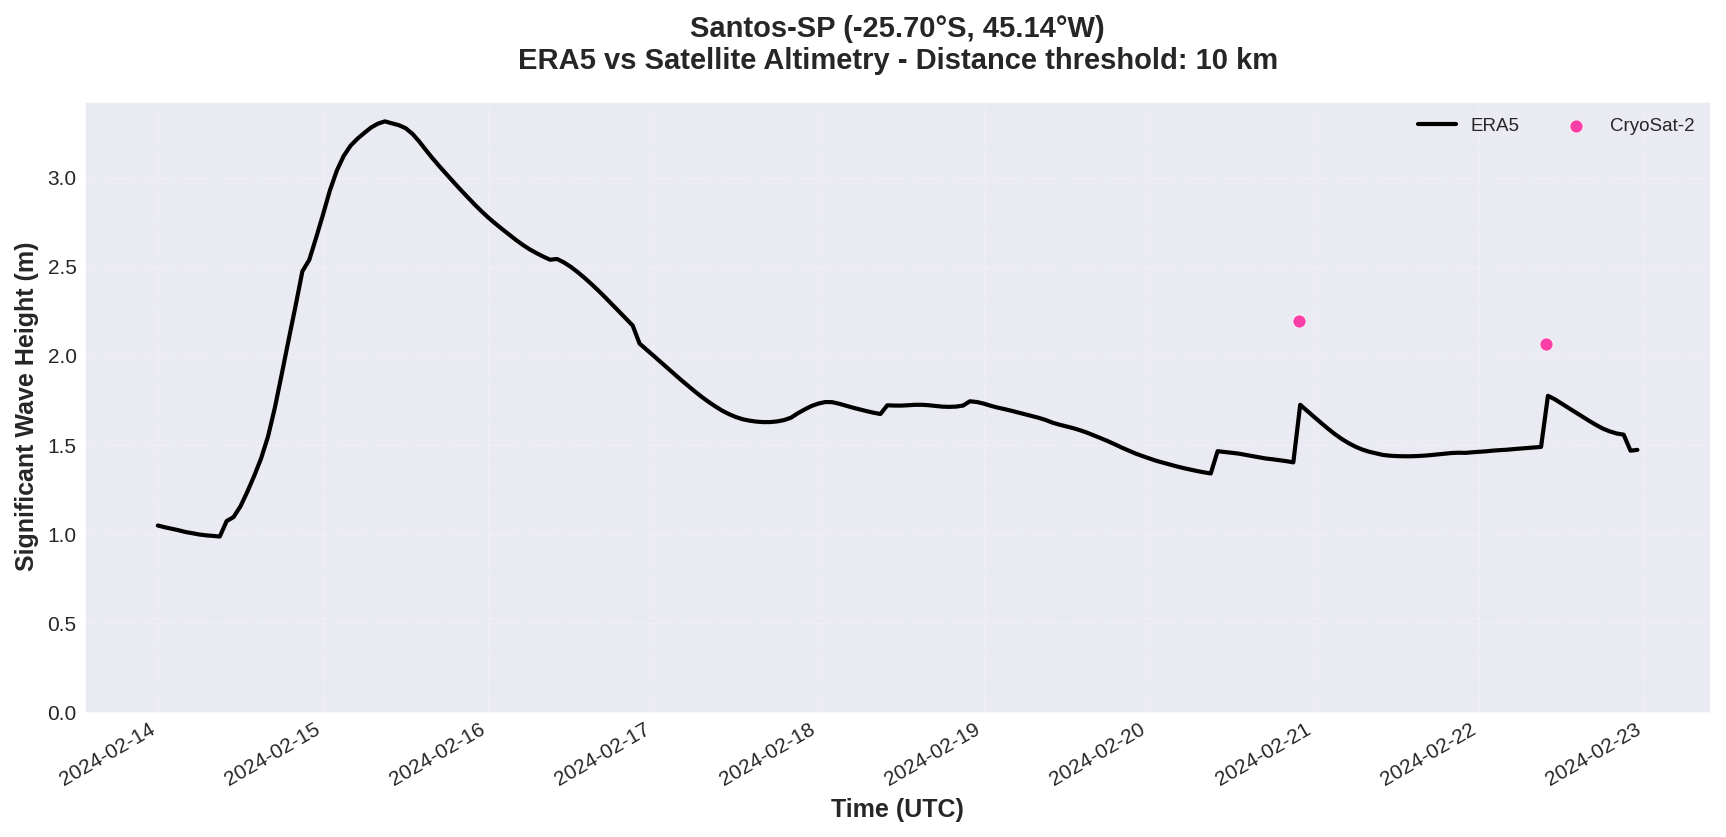 Santos-SP (-25.70°S, 45.14°W)
ERA5 vs Satellite Altimetry - Distance threshold: 10 km
ERA5
CryoSat-2
Significant Wave Height (m)
3.0
2.5
2.0
1.5
1.0
0.5
0.0
2024-02-14
2024-02-15
2024-02-16
2024-02-17
2024-02-18
2024-02-19
2024-02-20
2024-02-21
2024-02-22
2024-02-23
Time (UTC)